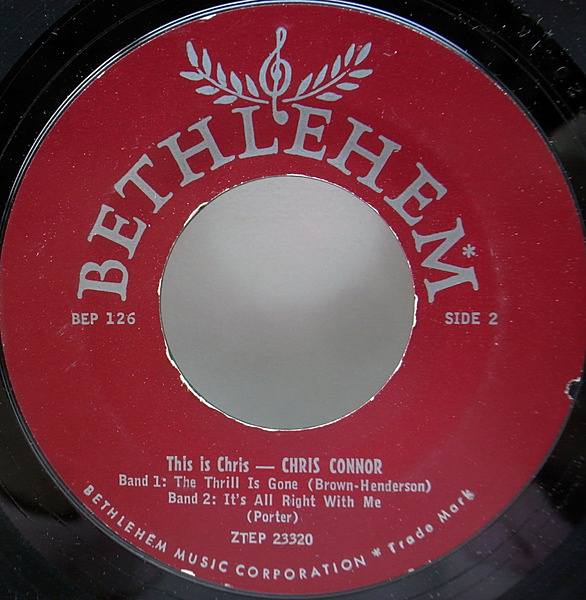 BETHLEHEM*
BEP 126
SIDE 2
This is Chris — CHRIS CONNOR
Band 1: The Thrill Is Gone (Brown-Henderson)
Band 2: It's All Right With Me
(Porter)
ZTEP 23320
BETHLEHEM MUSIC CORPORATION * Trade Mark